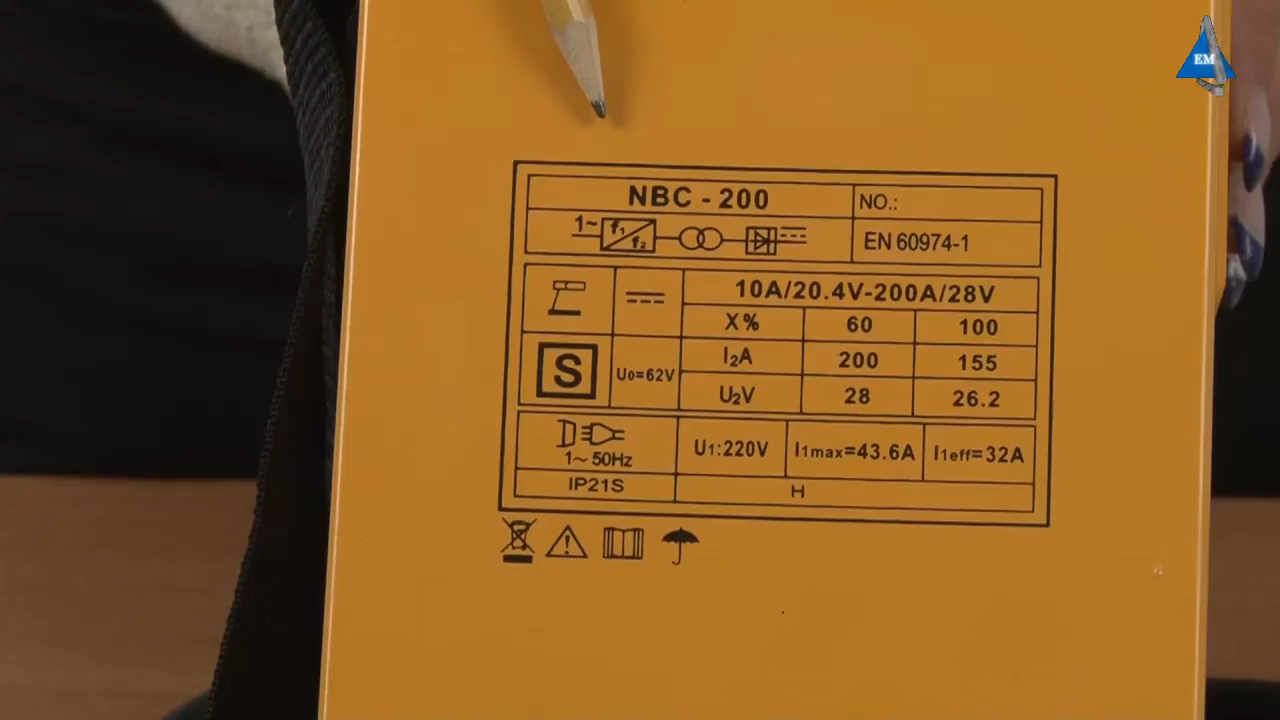 EM
NBC - 200
NO.:
1~ f₁ f₂
EN 60974-1
10A/20.4V-200A/28V
X% 60 100
I₂A 200 155
S U₀=62V
U₂V 28 26.2
1~ 50Hz
U₁:220V I₁max=43.6A I₁eff=32A
IP21S H